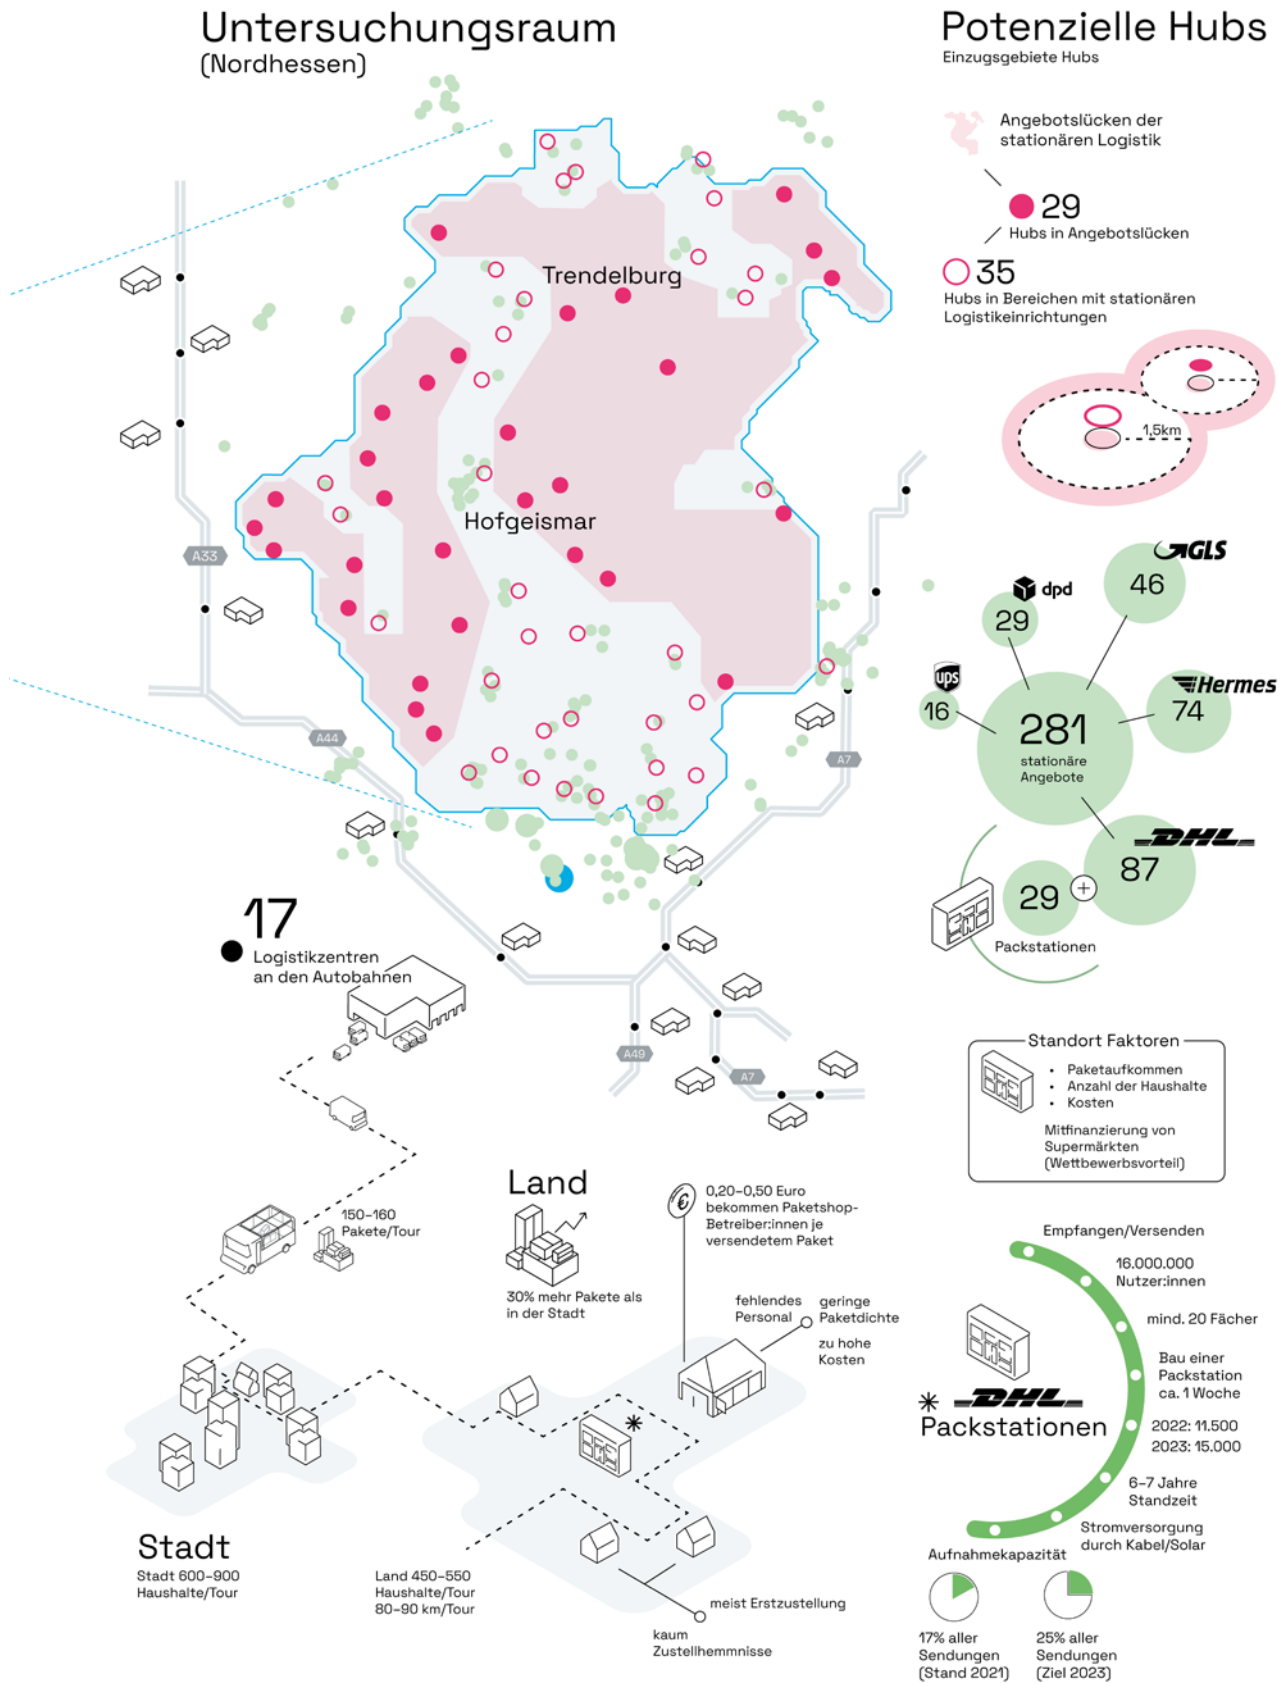 Untersuchungsraum
(Nordhessen)
Potenzielle Hubs
Einzugsgebiete Hubs
Angebotslücken der
stationären Logistik
29
Hubs in Angebotslücken
35
Hubs in Bereichen mit stationären
Logistikeinrichtungen
1,5km
Trendelburg
Hofgeismar
A33
A44
A7
A49
A7
GLS
46
dpd
29
ups
16
Hermes
74
281
stationäre
Angebote
DHL
87
29
+
Packstationen
17
Logistikzentren
an den Autobahnen
Standort Faktoren
• Paketaufkommen
• Anzahl der Haushalte
• Kosten
Mitfinanzierung von
Supermärkten
(Wettbewerbsvorteil)
150–160
Pakete/Tour
Land
30% mehr Pakete als
in der Stadt
€
0,20–0,50 Euro
bekommen Paketshop-
Betreiber:innen je
versendetem Paket
fehlendes
Personal
geringe
Paketdichte
zu hohe
Kosten
Stadt
Stadt 600–900
Haushalte/Tour
Land 450–550
Haushalte/Tour
80–90 km/Tour
meist Erstzustellung
kaum
Zustellhemmnisse
Empfangen/Versenden
16.000.000
Nutzer:innen
mind. 20 Fächer
Bau einer
Packstation
ca. 1 Woche
DHL
Packstationen
2022: 11.500
2023: 15.000
6–7 Jahre
Standzeit
Stromversorgung
durch Kabel/Solar
Aufnahmekapazität
17% aller
Sendungen
(Stand 2021)
25% aller
Sendungen
(Ziel 2023)